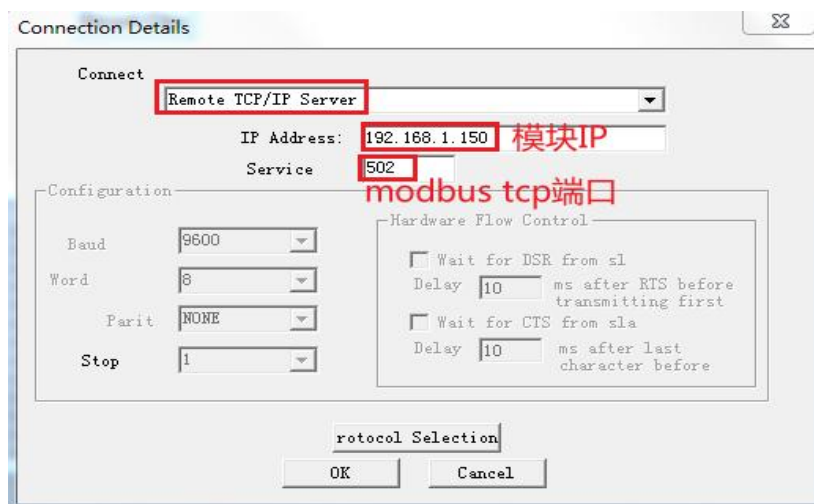 Connection Details
Connect
Remote TCP/IP Server
IP Address: 192.168.1.150 模块IP
Service 502
modbus tcp端口
Configuration
Hardware Flow Control
Baud 9600
Wait for DSR from sl
Word 8
Delay 10 ms after RTS before
transmitting first
Parit NONE
Wait for CTS from sla
Stop 1
Delay 10 ms after last
character before
rotocol Selection
OK Cancel